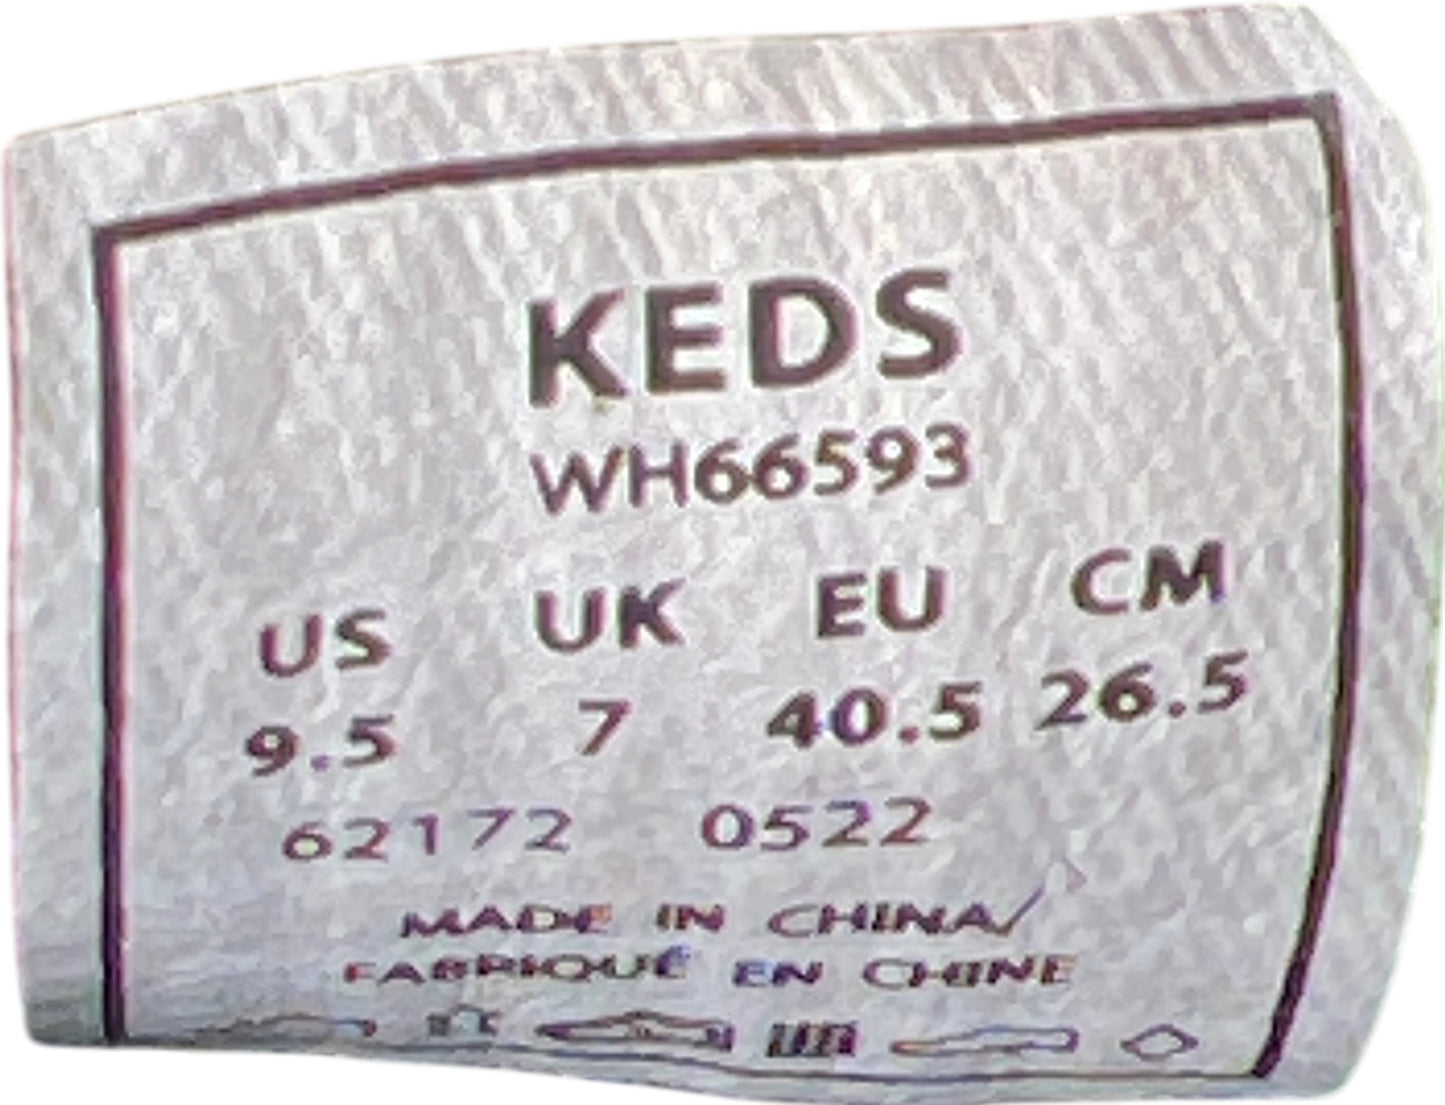 KEDS
WH66593
US UK EU CM
9.5 7 40.5 26.5
62172 0522
MADE IN CHINA/
FABRIQUÉ EN CHINE